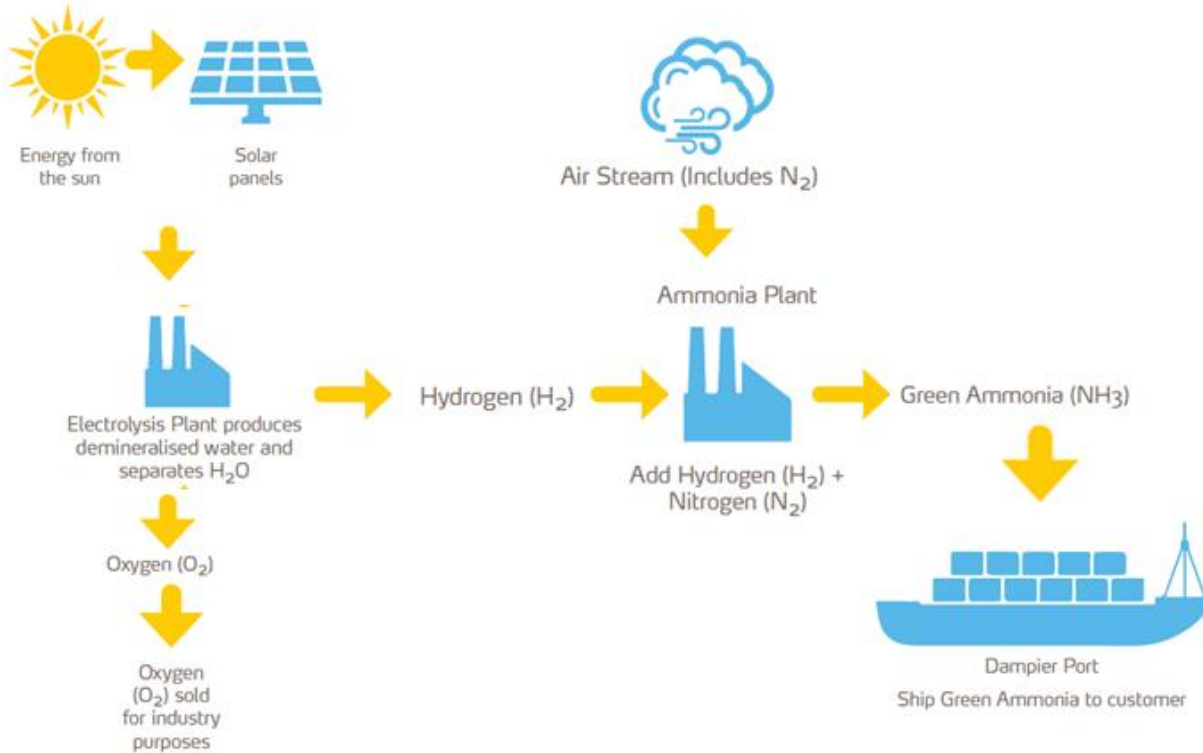 Energy from
the sun
Solar
panels
Air Stream (Includes N₂)
Ammonia Plant
Electrolysis Plant produces
demineralised water and
separates H₂O
Hydrogen (H₂)
Add Hydrogen (H₂) +
Nitrogen (N₂)
Green Ammonia (NH3)
Oxygen (O₂)
Oxygen
(O₂) sold
for industry
purposes
Dampier Port
Ship Green Ammonia to customer